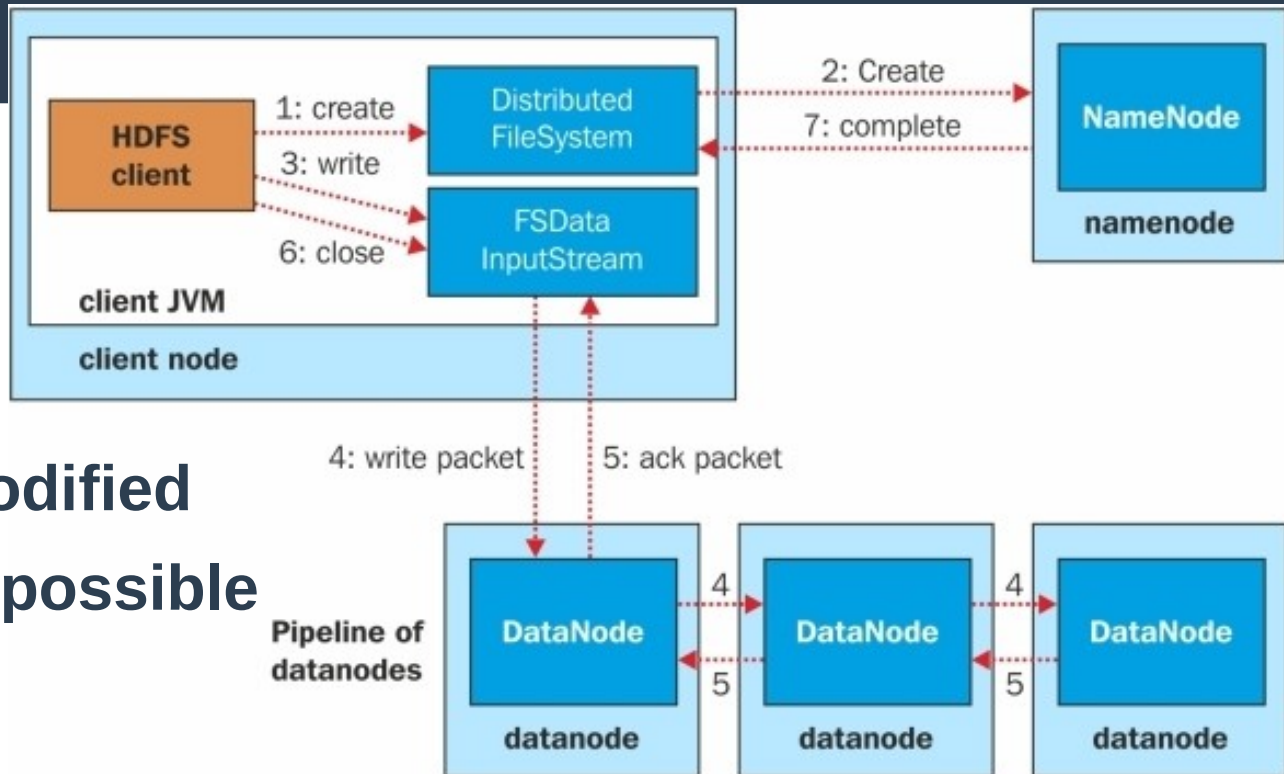 HDFS
client
1: create
3: write
6: close
Distributed
FileSystem
FSData
InputStream
client JVM
client node
2: Create
7: complete
NameNode
namenode
4: write packet
5: ack packet
odified
possible
Pipeline of
datanodes
DataNode
datanode
4
5
DataNode
datanode
4
5
DataNode
datanode